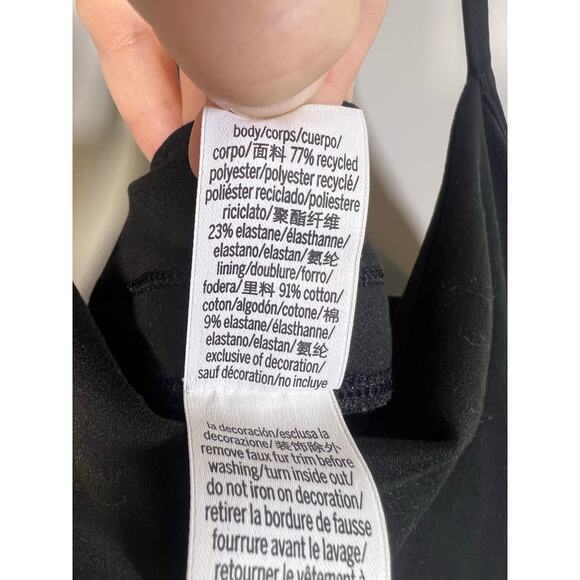 body/corps/cuerpo/
corpo/面料 77% recycled
polyester/polyester recyclé/
poliéster reciclado/poliestere
riciclato/聚酯纤维
23% elastane/élasthanne/
elastano/elastan/氨纶
lining/doublure/forro/
fodera/里料 91% cotton/
coton/algodón/cotone/棉
9% elastane/élasthanne/
elastano/elastan/氨纶
exclusive of decoration/
sauf décoration/no incluye
la decoración/esclusa la
decorazione/装饰除外
remove faux fur trim before
washing/turn inside out/
do not iron on decoration/
retirer la bordure de fausse
fourrure avant le lavage/
retourner le vêtement à